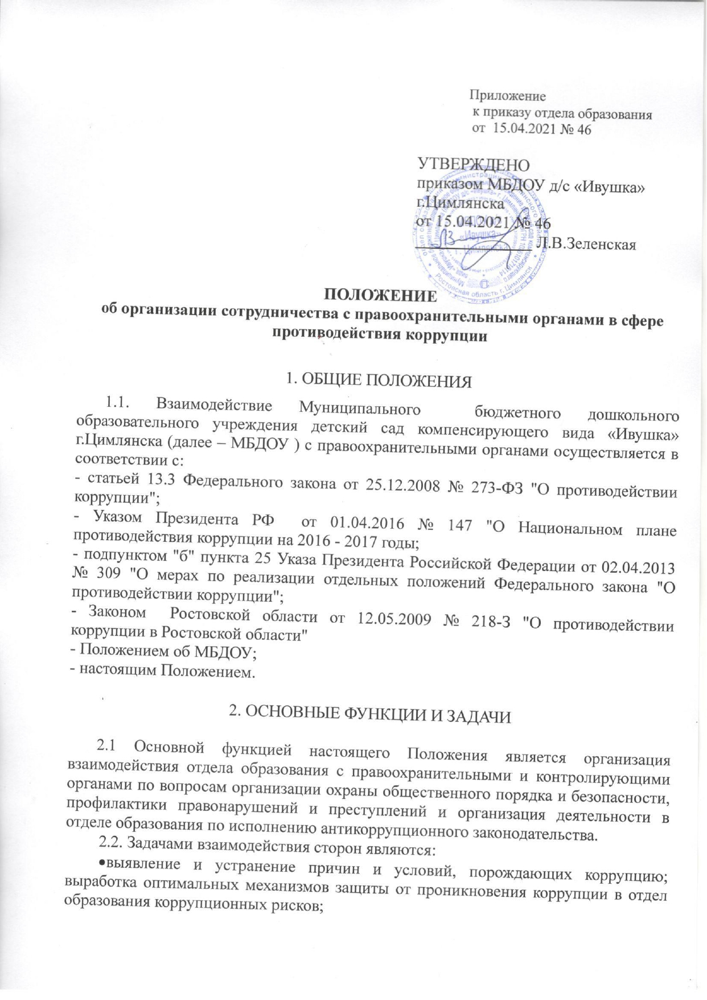 Приложение
к приказу отдела образования
от 15.04.2021 № 46
УТВЕРЖДЕНО
приказом МБДОУ д/с «Ивушка»
г.Цимлянска
от 15.04.2021 № 46
Л.В.Зеленская
«Ивушка»
г. Цимлянска
Ростовская область г. Цимлянск
ПОЛОЖЕНИЕ
об организации сотрудничества с правоохранительными органами в сфере
противодействия коррупции
1. ОБЩИЕ ПОЛОЖЕНИЯ
1.1. Взаимодействие Муниципального бюджетного дошкольного
образовательного учреждения детский сад компенсирующего вида «Ивушка»
г.Цимлянска (далее – МБДОУ ) с правоохранительными органами осуществляется в
соответствии с:
- статьей 13.3 Федерального закона от 25.12.2008 № 273-ФЗ "О противодействии
коррупции";
- Указом Президента РФ от 01.04.2016 № 147 "О Национальном плане
противодействия коррупции на 2016 - 2017 годы;
- подпунктом "б" пункта 25 Указа Президента Российской Федерации от 02.04.2013
№ 309 "О мерах по реализации отдельных положений Федерального закона "О
противодействии коррупции";
- Законом Ростовской области от 12.05.2009 № 218-З "О противодействии
коррупции в Ростовской области"
- Положением об МБДОУ;
- настоящим Положением.
2. ОСНОВНЫЕ ФУНКЦИИ И ЗАДАЧИ
2.1 Основной функцией настоящего Положения является организация
взаимодействия отдела образования с правоохранительными и контролирующими
органами по вопросам организации охраны общественного порядка и безопасности,
профилактики правонарушений и преступлений и организация деятельности в
отделе образования по исполнению антикоррупционного законодательства.
2.2. Задачами взаимодействия сторон являются:
•выявление и устранение причин и условий, порождающих коррупцию;
выработка оптимальных механизмов защиты от проникновения коррупции в отдел
образования коррупционных рисков;